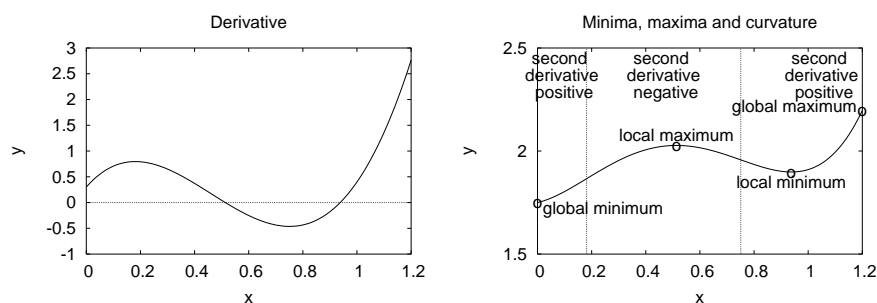 Derivative
3
2.5
2
1.5
1
0.5
0
-0.5
-1
y
0 0.2 0.4 0.6 0.8 1 1.2
x
Minima, maxima and curvature
2.5
2
1.5
y
second
derivative
positive
second
derivative
negative
second
derivative
positive
global maximum
local maximum
local minimum
global minimum
0 0.2 0.4 0.6 0.8 1 1.2
x